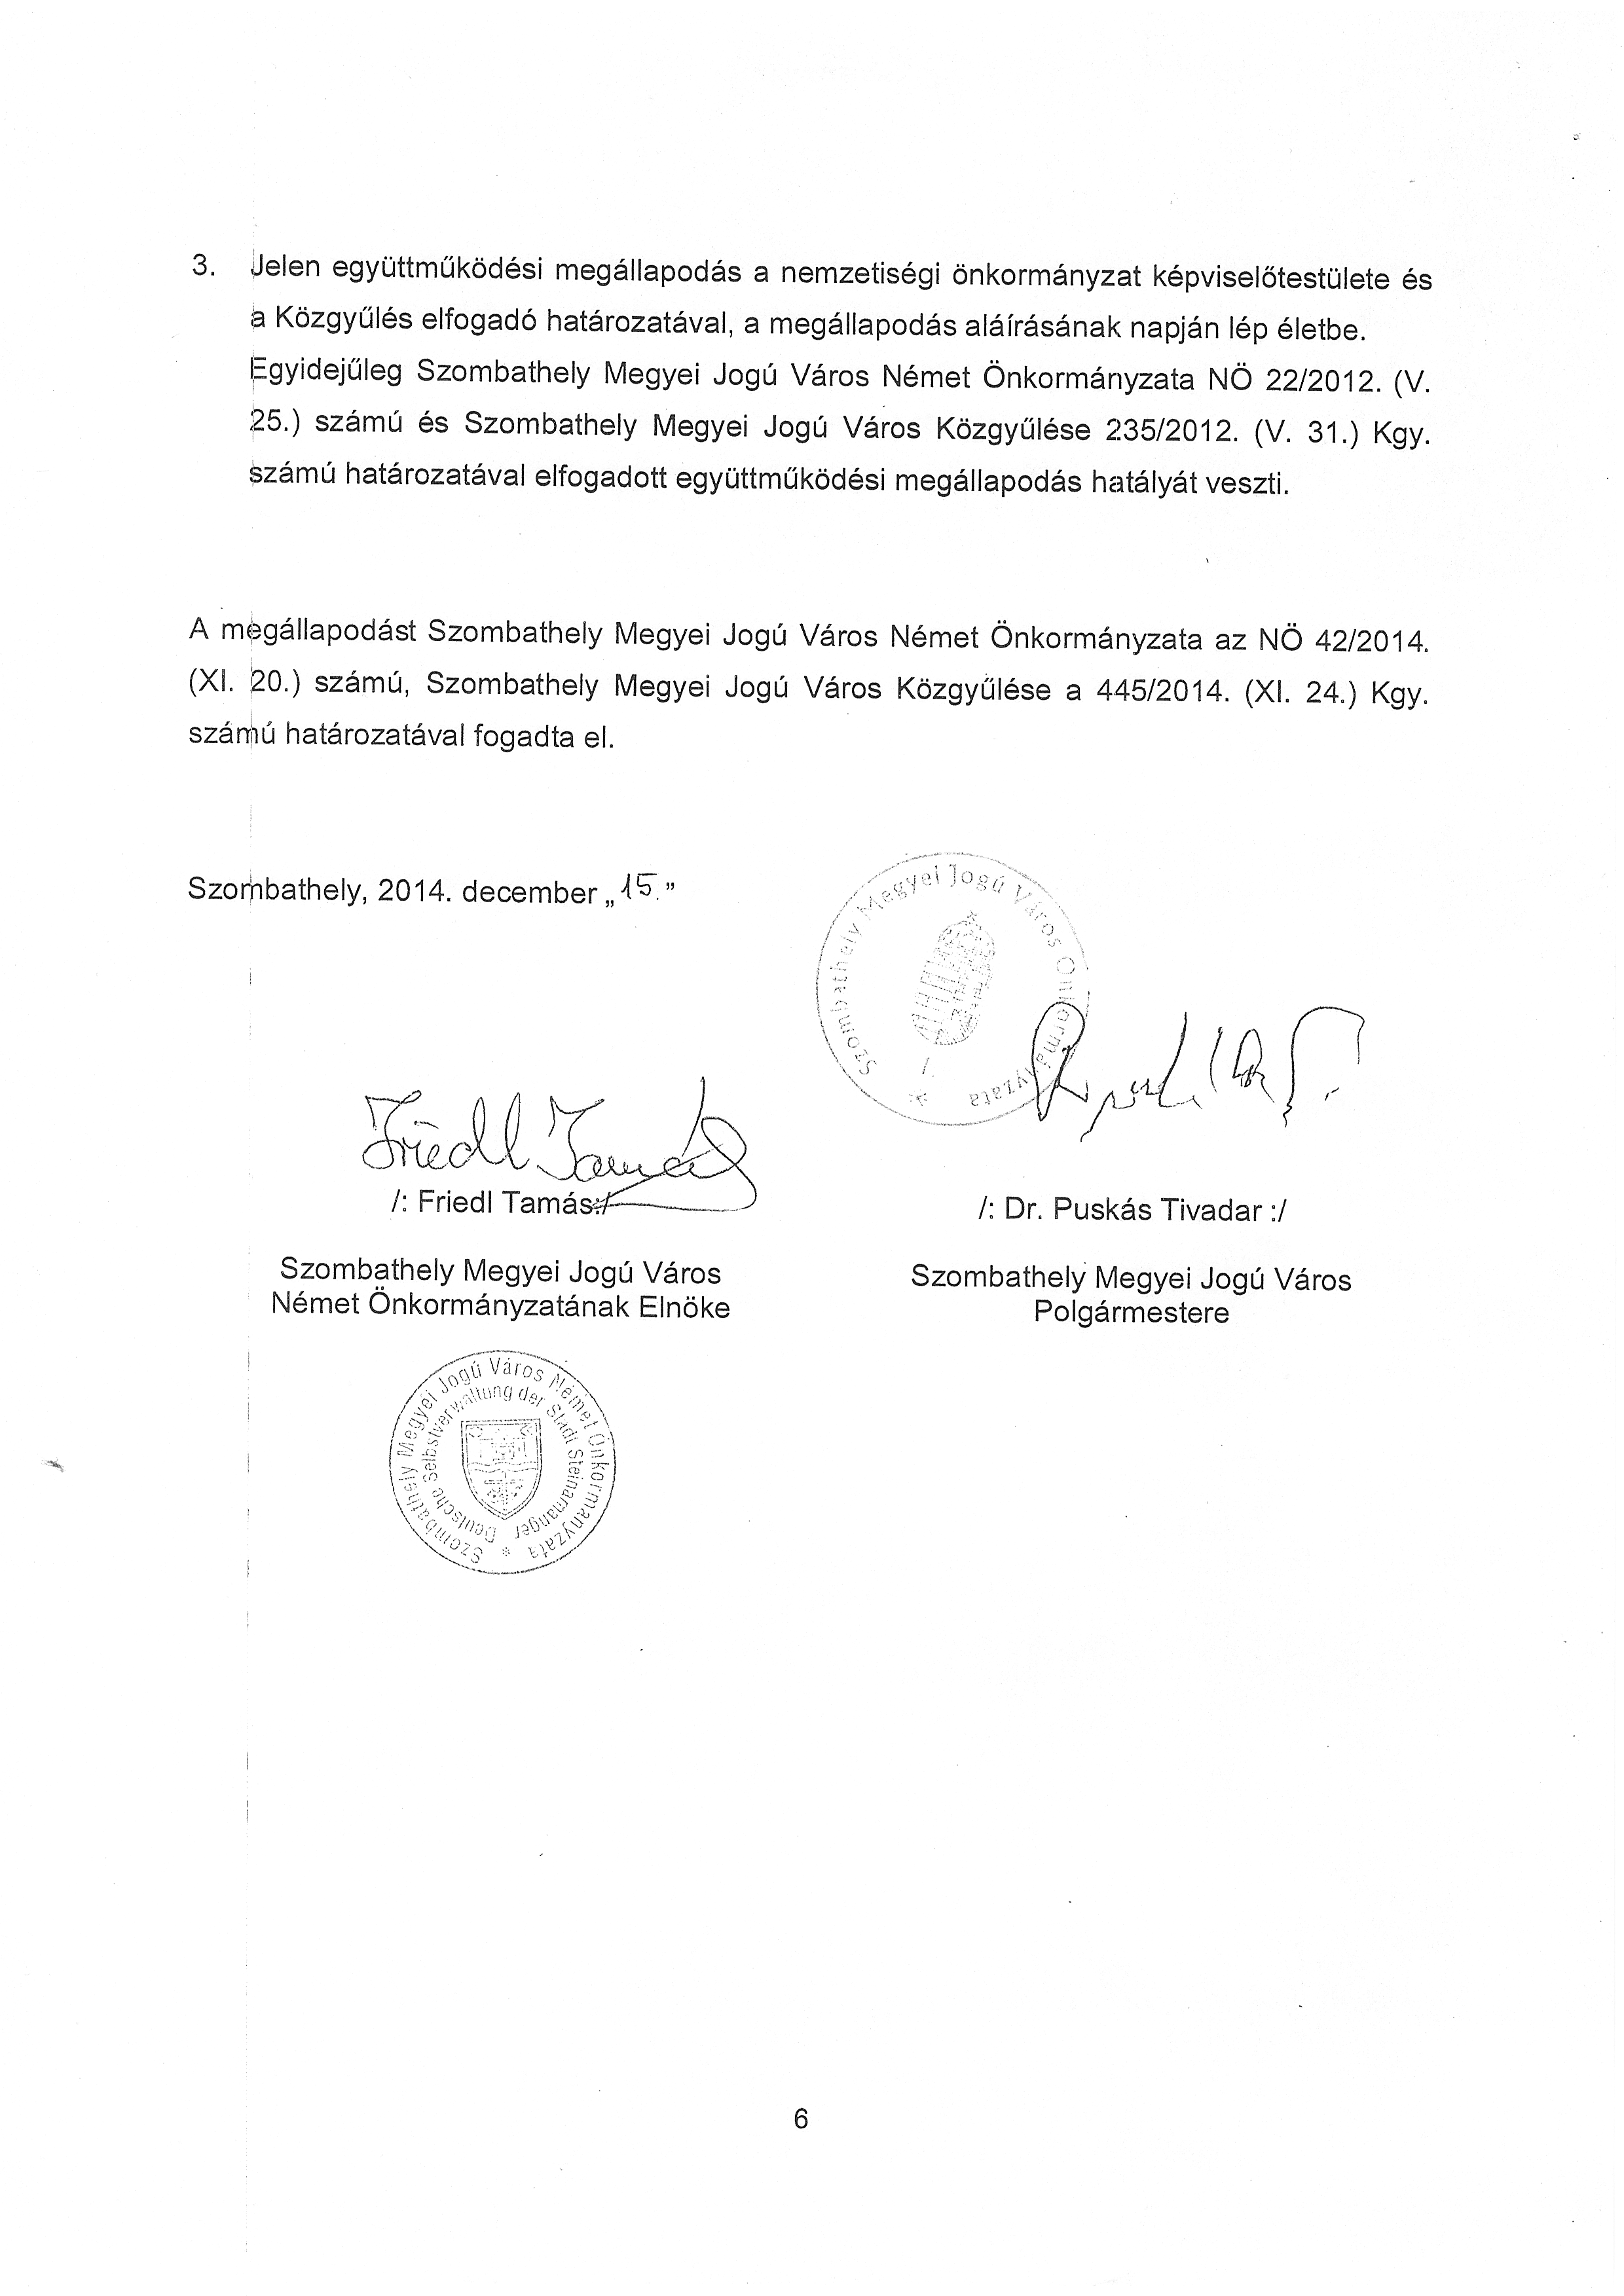 3. Jelen együttműködési megállapodás a nemzetiségi önkormányzat képviselőtestülete és
a Közgyűlés elfogadó határozatával, a megállapodás aláírásának napján lép életbe.
Egyidejűleg Szombathely Megyei Jogú Város Német Önkormányzata NÖ 22/2012. (V.
25.) számú és Szombathely Megyei Jogú Város Közgyűlése 235/2012. (V. 31.) Kgy.
számú határozatával elfogadott együttműködési megállapodás hatályát veszti.
A megállapodást Szombathely Megyei Jogú Város Német Önkormányzata az NÖ 42/2014.
(XI. 20.) számú, Szombathely Megyei Jogú Város Közgyűlése a 445/2014. (XI. 24.) Kgy.
számú határozatával fogadta el.
Szombathely, 2014. december „15.”
Szombathely Megyei Jogú Város Önkormányzata
Friedl Tamás
/: Friedl Tamás:/
/: Dr. Puskás Tivadar :/
Szombathely Megyei Jogú Város
Német Önkormányzatának Elnöke
Szombathely Megyei Jogú Város
Polgármestere
Szombathely Megyei Jogú Város Német Önkormányzata *
Deutsche Selbstverwaltung der Stadt Steinamanger
6